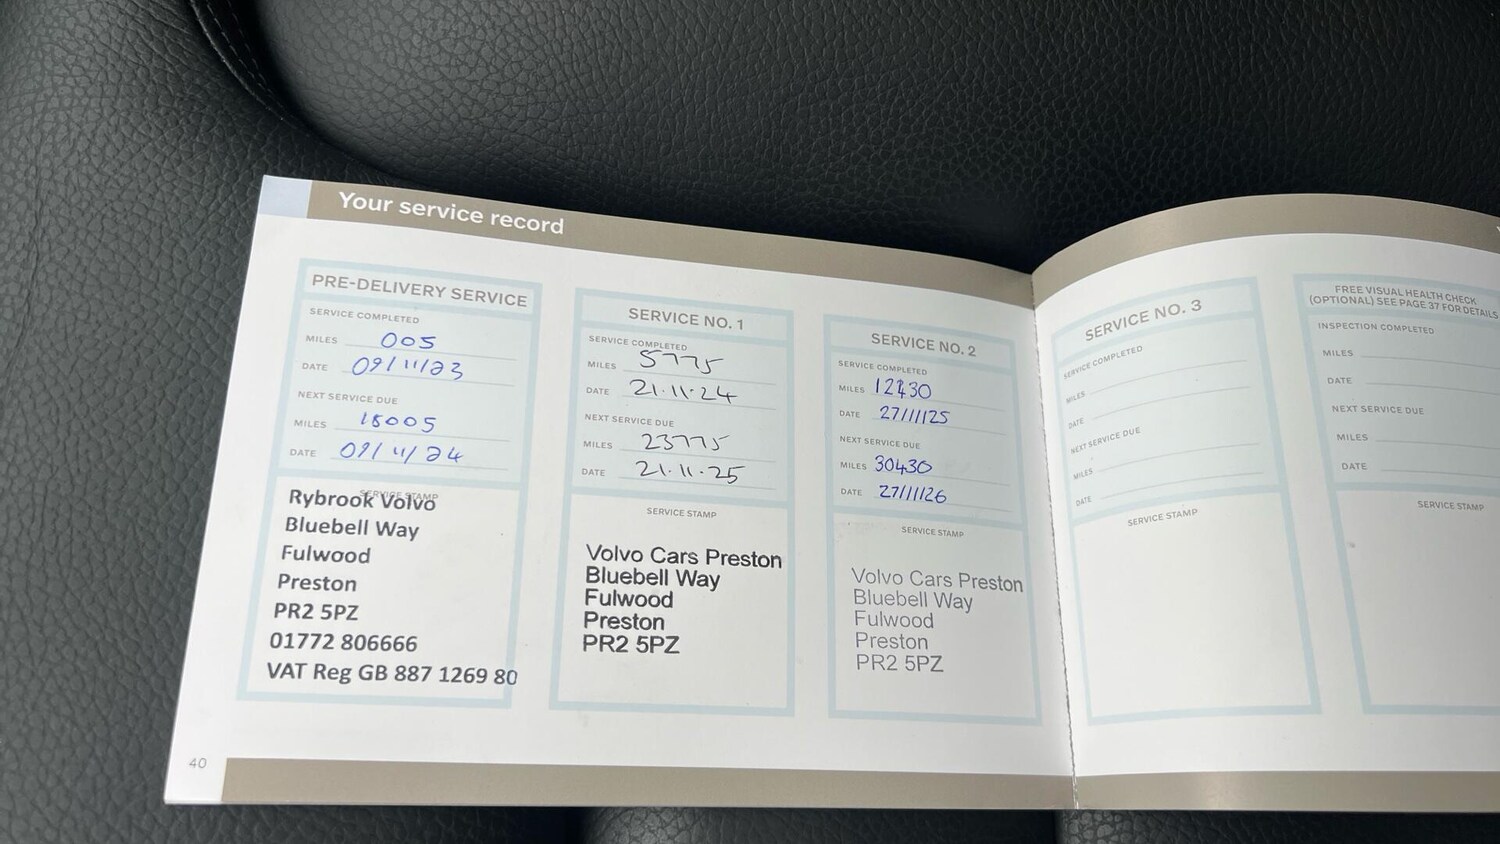 Your service record
PRE-DELIVERY SERVICE
SERVICE COMPLETED
MILES 005
DATE 09/11/23
NEXT SERVICE DUE
MILES 18005
DATE 09/11/24
SERVICE STAMP
Rybrook Volvo
Bluebell Way
Fulwood
Preston
PR2 5PZ
01772 806666
VAT Reg GB 887 1269 80
SERVICE NO. 1
SERVICE COMPLETED
MILES 5775
DATE 21.11.24
NEXT SERVICE DUE
MILES 23775
DATE 21.11.25
SERVICE STAMP
Volvo Cars Preston
Bluebell Way
Fulwood
Preston
PR2 5PZ
SERVICE NO. 2
SERVICE COMPLETED
MILES 12430
DATE 27/11/25
NEXT SERVICE DUE
MILES 30430
DATE 27/11/26
SERVICE STAMP
Volvo Cars Preston
Bluebell Way
Fulwood
Preston
PR2 5PZ
40
SERVICE NO. 3
SERVICE COMPLETED
MILES
DATE
NEXT SERVICE DUE
MILES
DATE
SERVICE STAMP
FREE VISUAL HEALTH CHECK
(OPTIONAL) SEE PAGE 37 FOR DETAILS
INSPECTION COMPLETED
MILES
DATE
NEXT SERVICE DUE
MILES
DATE
SERVICE STAMP